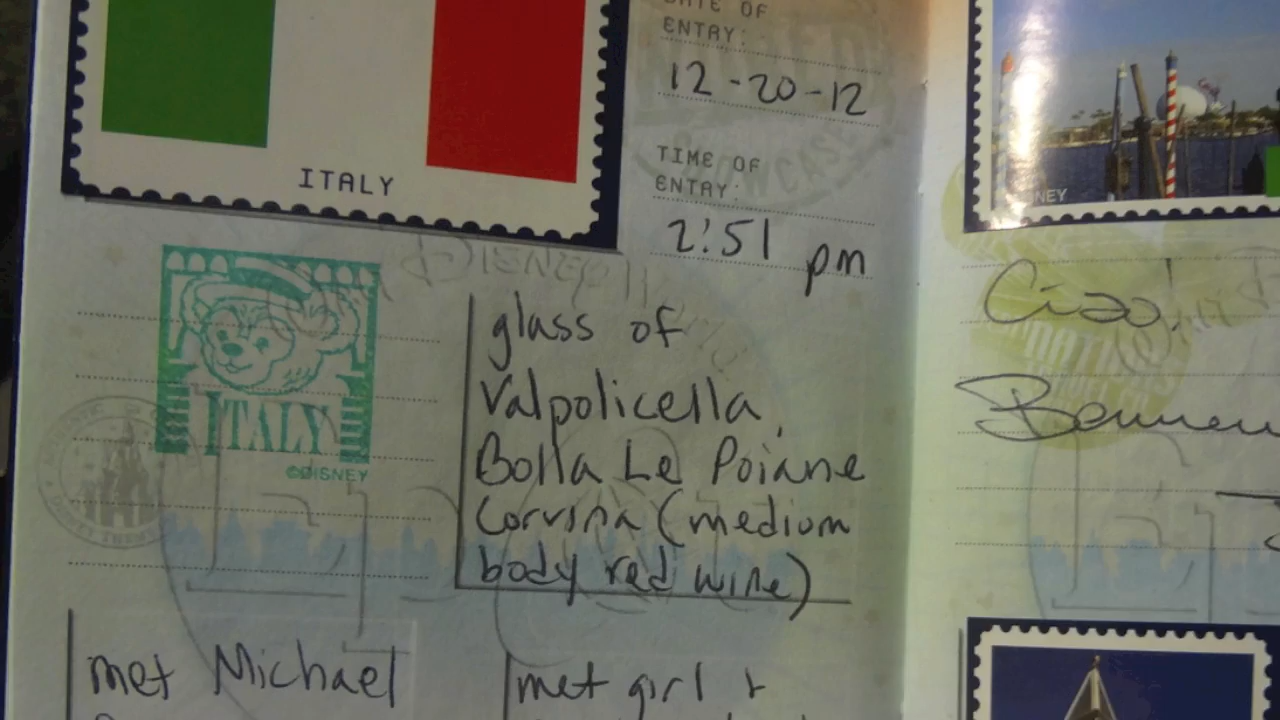 DATE OF
ENTRY:
12-20-12
TIME OF
ENTRY:
2:51 pm
ITALY
ITALY
©DISNEY
glass of
Valpolicella,
Bolla Le Poiane
Corvina (medium
body red wine)
met Michael
met girl +
Ciao!